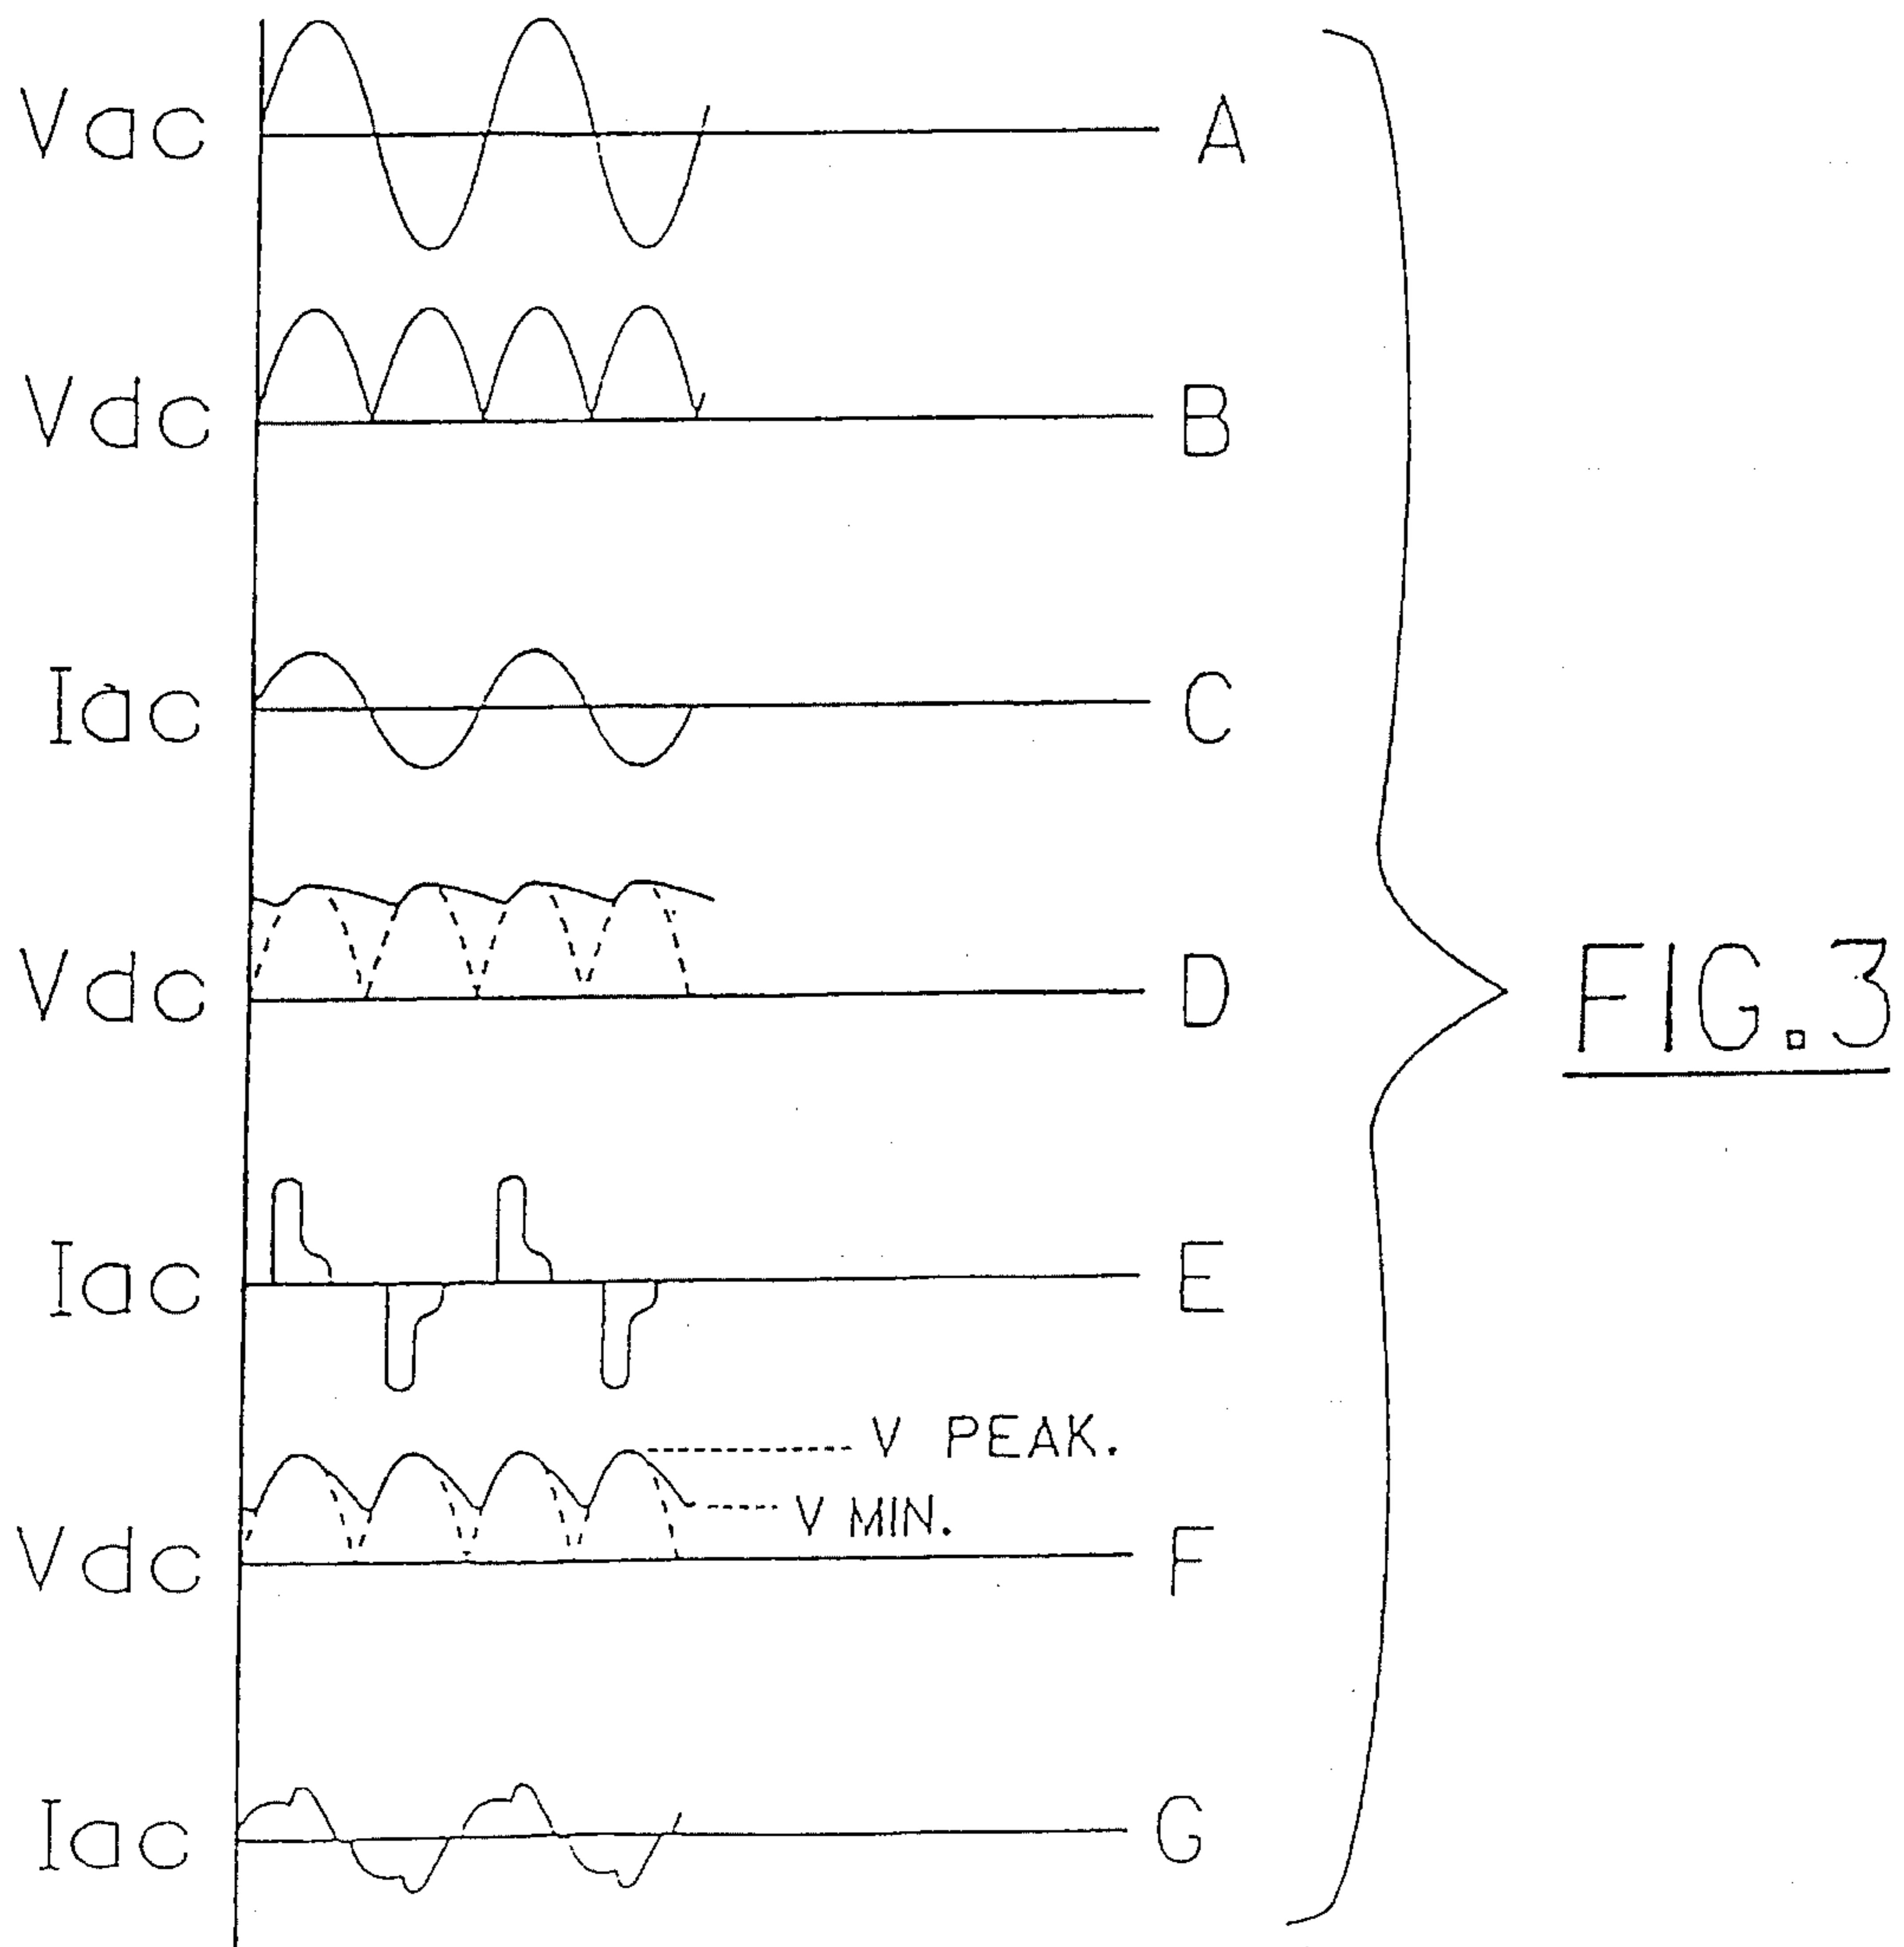 Vac A
Vdc B
Iac C
Vdc D
FIG.3
Iac E
V PEAK.
V MIN.
Vdc F
Iac G